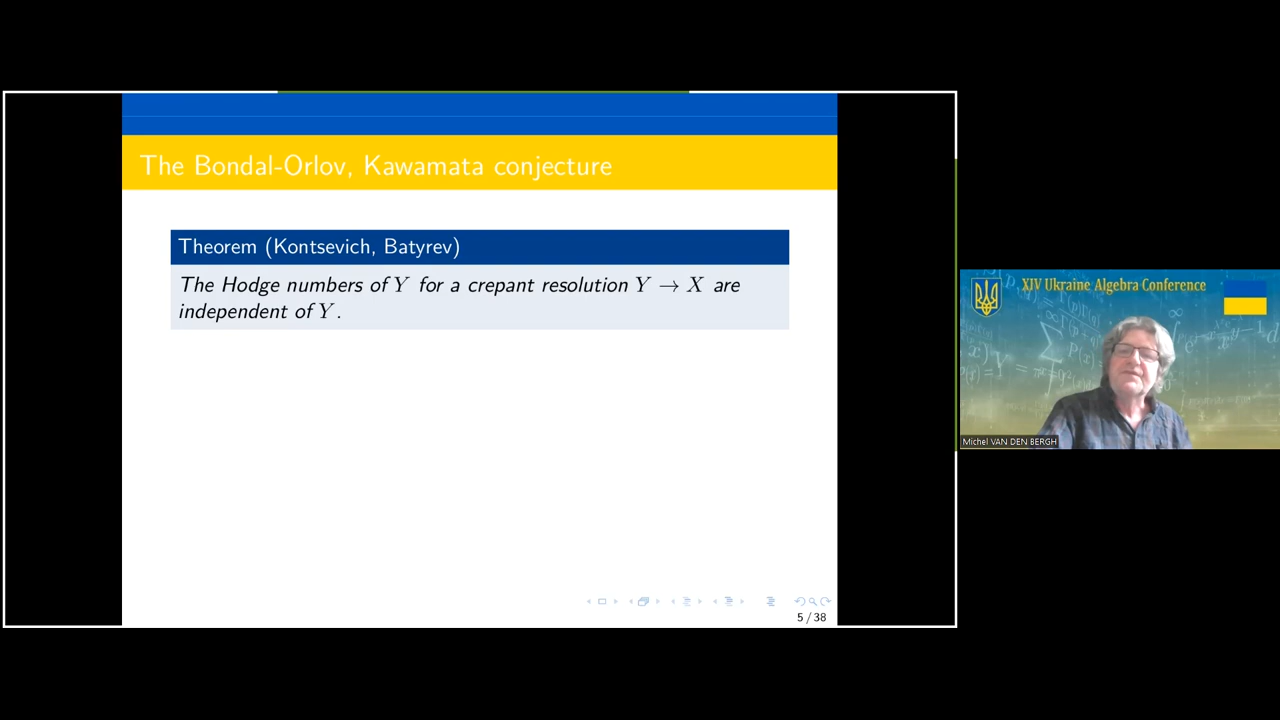 The Bondal-Orlov, Kawamata conjecture
Theorem (Kontsevich, Batyrev)
The Hodge numbers of Y for a crepant resolution Y → X are
independent of Y.
5 / 38
XIV Ukraine Algebra Conference
Michel VAN DEN BERGH